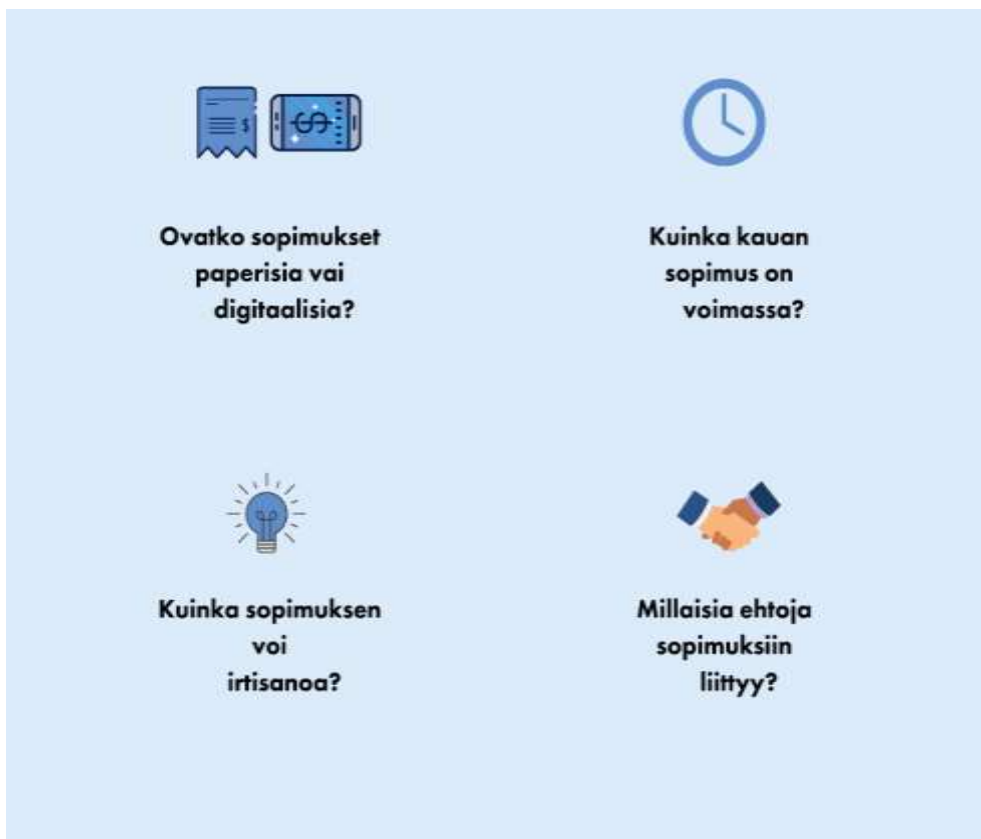 Ovatko sopimukset
paperisia vai
digitaalisia?
Kuinka kauan
sopimus on
voimassa?
Kuinka sopimuksen
voi
irtisanoa?
Millaisia ehtoja
sopimuksiin
liittyy?